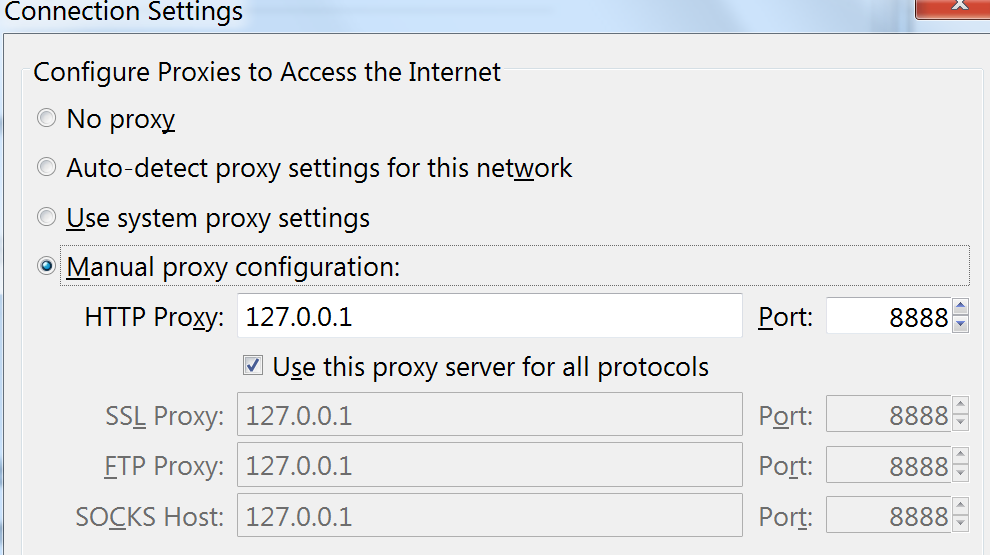 Connection Settings
x
Configure Proxies to Access the Internet
No proxy
Auto-detect proxy settings for this network
Use system proxy settings
Manual proxy configuration:
HTTP Proxy: 127.0.0.1 Port: 8888
Use this proxy server for all protocols
SSL Proxy: 127.0.0.1 Port: 8888
FTP Proxy: 127.0.0.1 Port: 8888
SOCKS Host: 127.0.0.1 Port: 8888